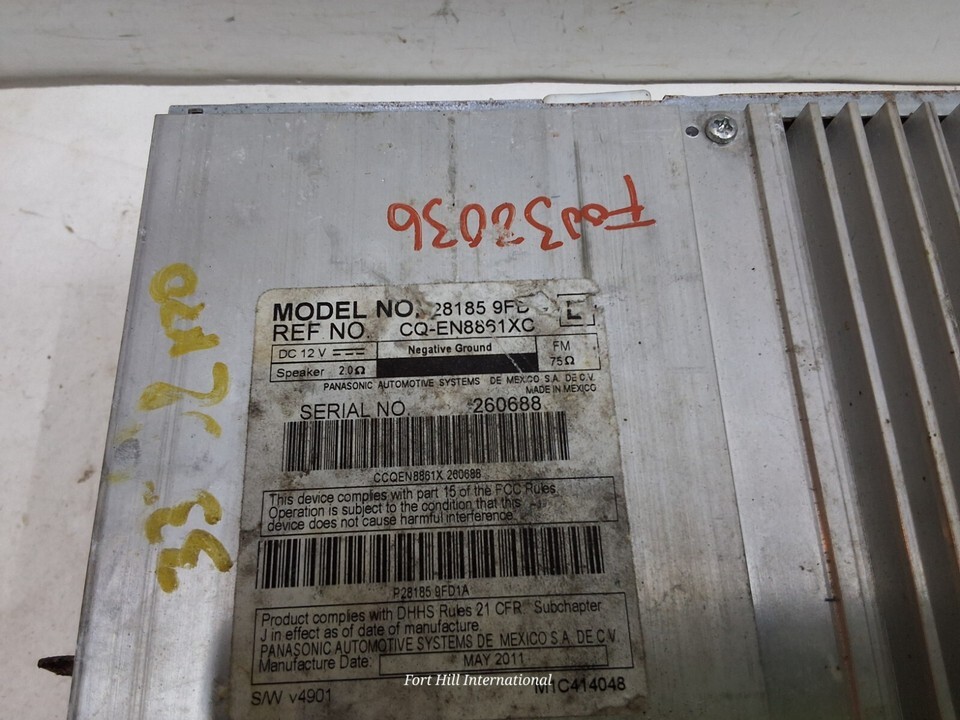 Fou32036
MODEL NO. 28185 9FD
E
REF NO. CQ-EN8861XC
DC 12 V
Negative Ground
FM
75Ω
Speaker 2.0Ω
PANASONIC AUTOMOTIVE SYSTEMS DE MEXICO S.A. DE C.V.
MADE IN MEXICO
SERIAL NO. 260688
CCQEN8861X 260688
This device complies with part 15 of the FCC Rules.
Operation is subject to the condition that this
device does not cause harmful interference.
P28185 9FD1A
Product complies with DHHS Rules 21 CFR Subchapter
J in effect as of date of manufacture.
PANASONIC AUTOMOTIVE SYSTEMS DE MEXICO S.A. DE C.V.
Manufacture Date: MAY 2011
S/W v4901
M1C414048
Fort Hill International